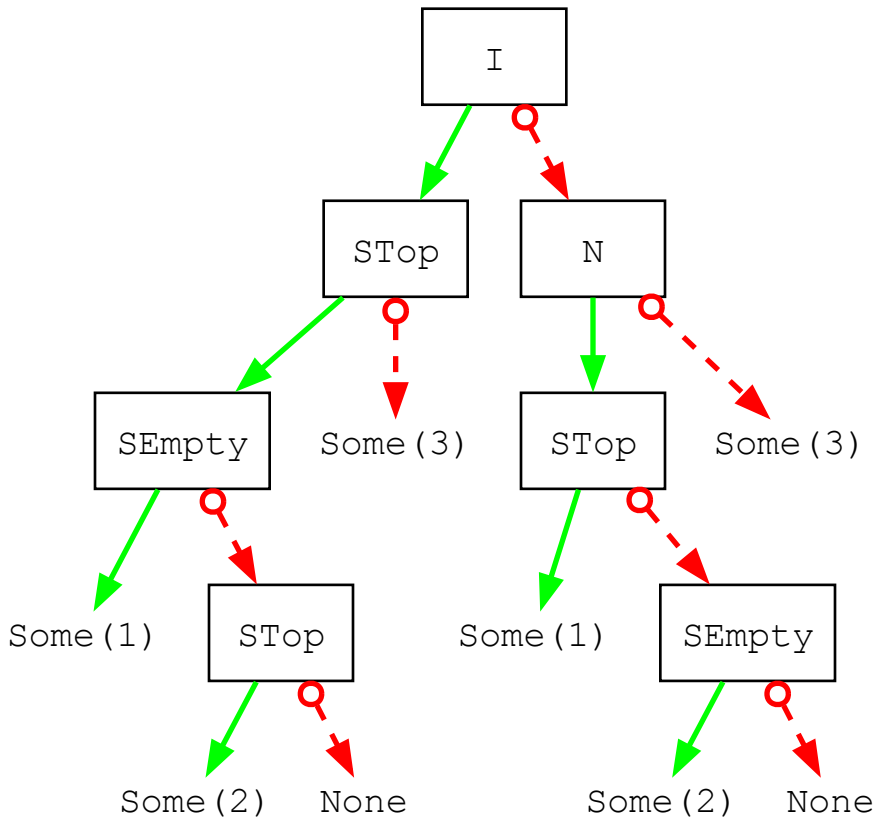 I
STop
N
SEmpty
Some(3)
STop
Some(3)
Some(1)
STop
Some(1)
SEmpty
Some(2)
None
Some(2)
None